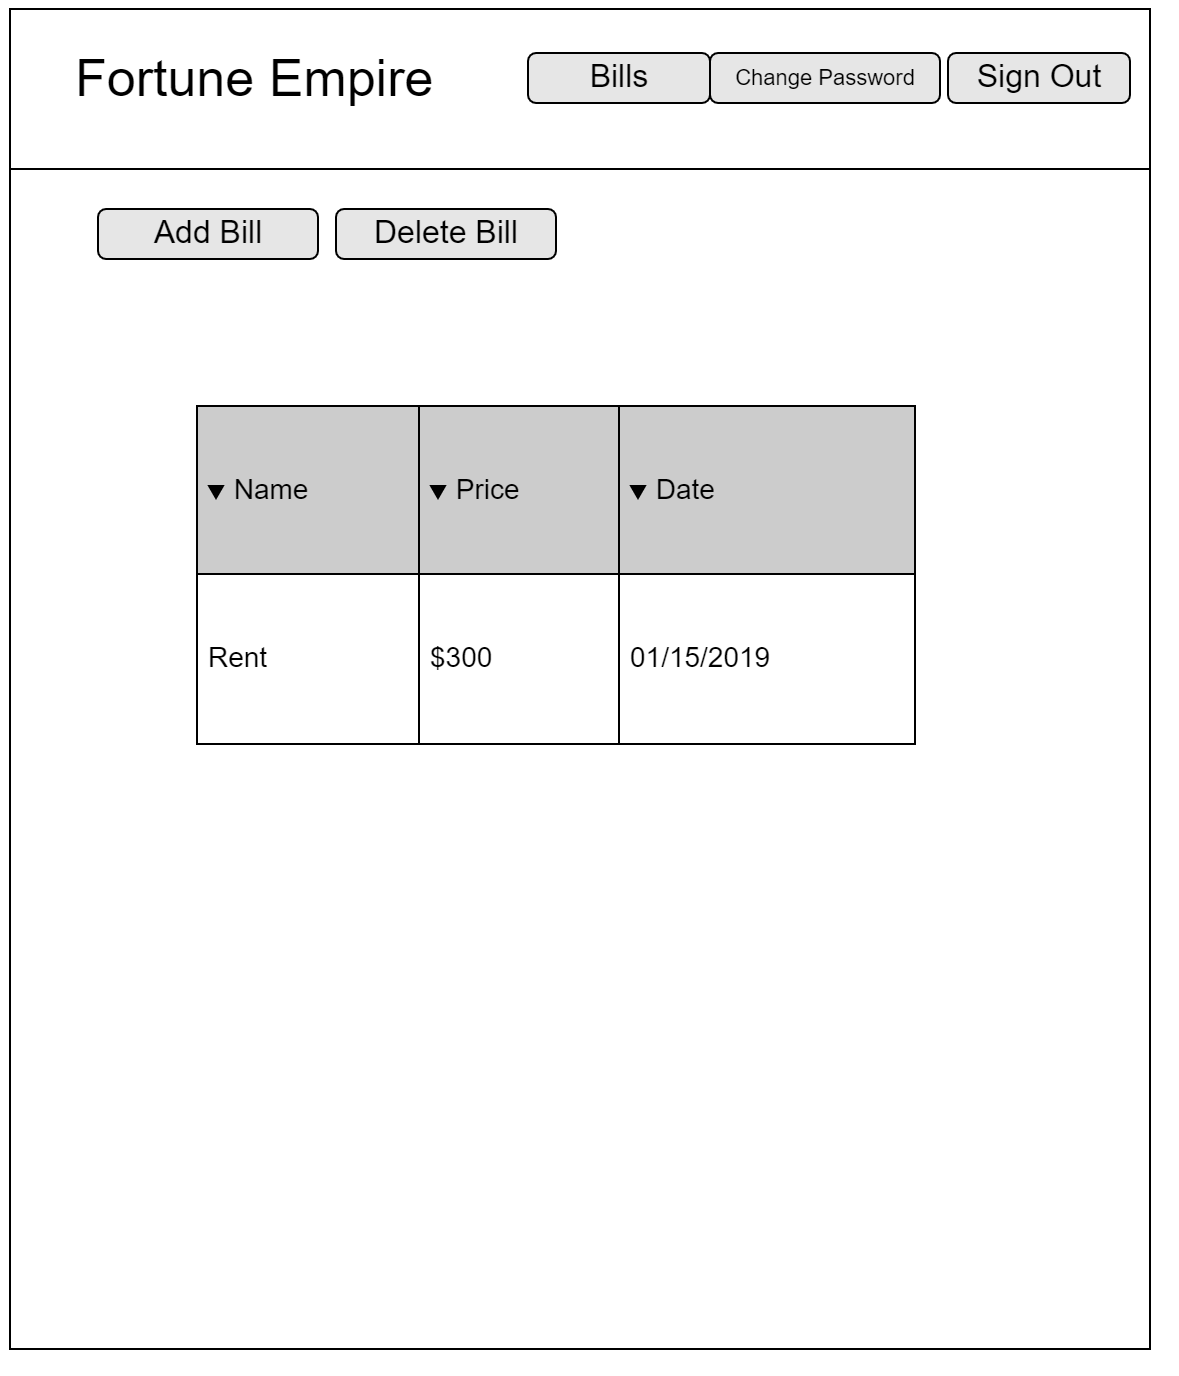 Fortune Empire
Bills
Change Password
Sign Out
Add Bill
Delete Bill
▼ Name
▼ Price
▼ Date
Rent
$300
01/15/2019